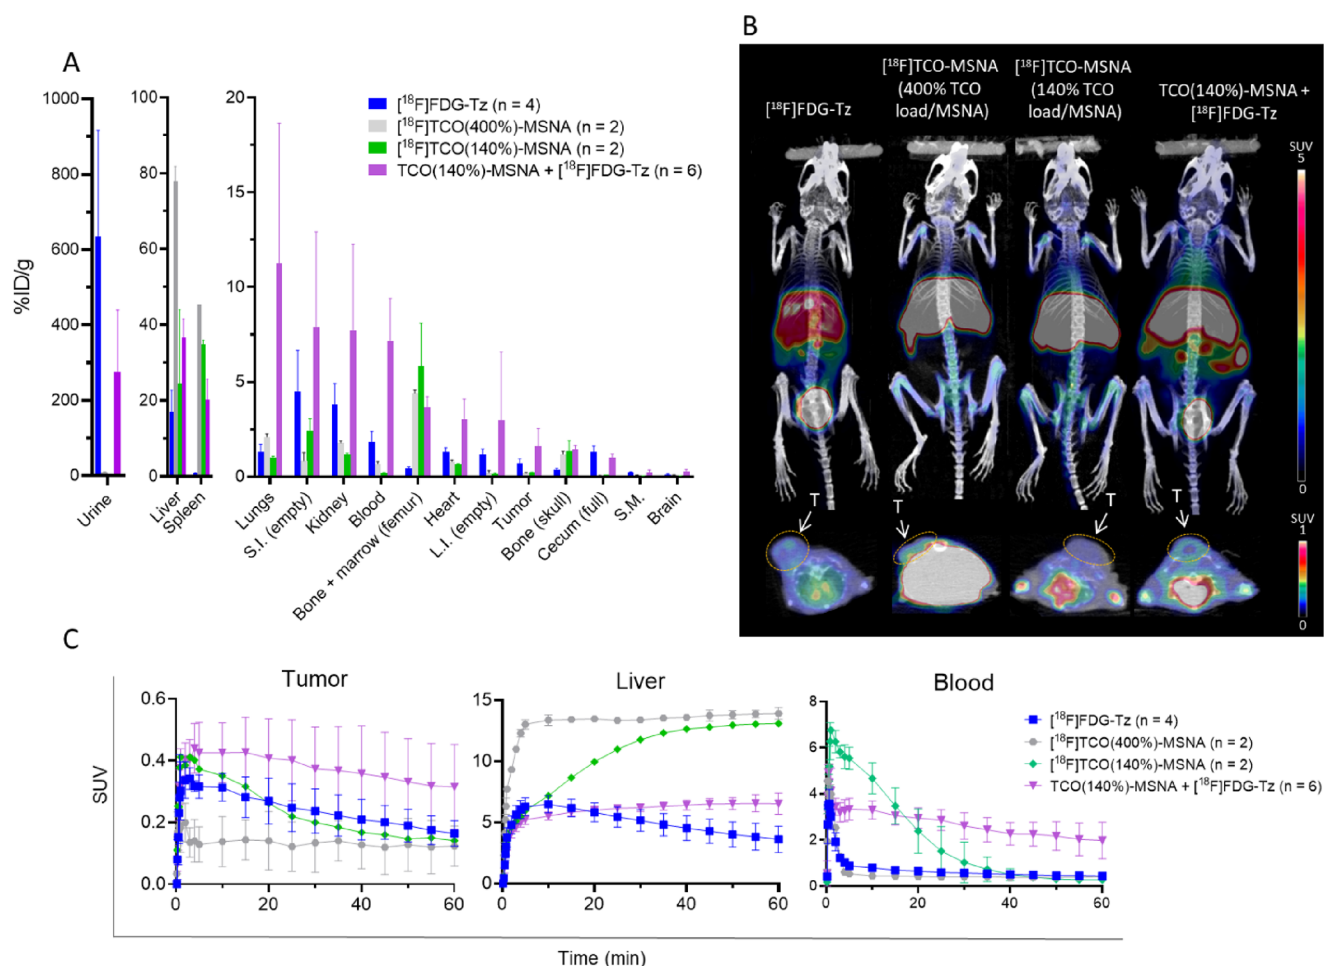 A
1000
800
600
400
200
0
%ID/g
Urine
100
80
60
40
20
0
Liver
Spleen
20
15
10
5
0
[¹⁸F]FDG-Tz (n = 4)
[¹⁸F]TCO(400%)-MSNA (n = 2)
[¹⁸F]TCO(140%)-MSNA (n = 2)
TCO(140%)-MSNA + [¹⁸F]FDG-Tz (n = 6)
Lungs
S.I. (empty)
Kidney
Blood
Bone + marrow (femur)
Heart
L.I. (empty)
Tumor
Bone (skull)
Cecum (full)
S.M.
Brain
B
[¹⁸F]FDG-Tz
[¹⁸F]TCO-MSNA
(400% TCO
load/MSNA)
[¹⁸F]TCO-MSNA
(140% TCO
load/MSNA)
TCO(140%)-MSNA +
[¹⁸F]FDG-Tz
SUV
5
0
T
T
T
T
SUV
1
0
C
Tumor
SUV
0.6
0.4
0.2
0.0
0
20
40
60
Liver
15
10
5
0
0
20
40
60
Blood
8
6
4
2
0
0
20
40
60
[¹⁸F]FDG-Tz (n = 4)
[¹⁸F]TCO(400%)-MSNA (n = 2)
[¹⁸F]TCO(140%)-MSNA (n = 2)
TCO(140%)-MSNA + [¹⁸F]FDG-Tz (n = 6)
Time (min)